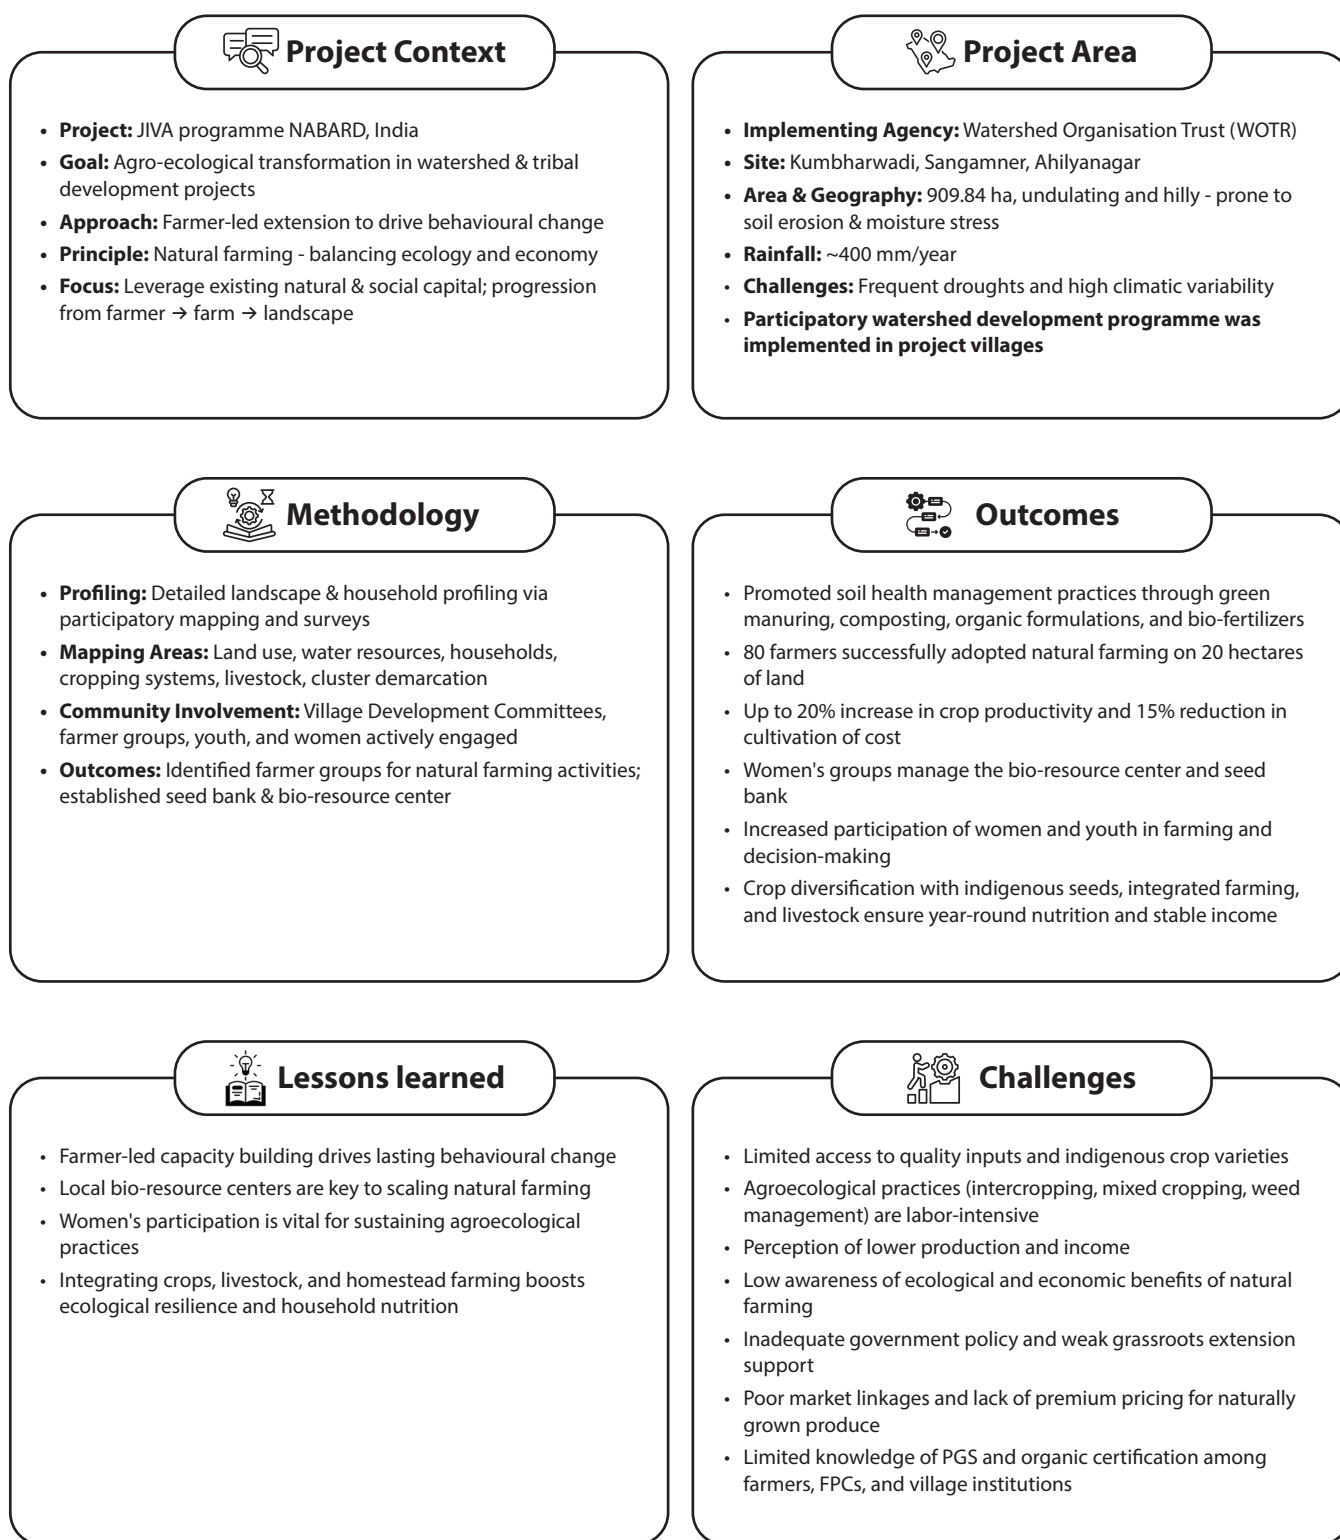 Project Context
• Project: JIVA programme NABARD, India
• Goal: Agro-ecological transformation in watershed & tribal
development projects
• Approach: Farmer-led extension to drive behavioural change
• Principle: Natural farming - balancing ecology and economy
• Focus: Leverage existing natural & social capital; progression
from farmer → farm → landscape
Project Area
• Implementing Agency: Watershed Organisation Trust (WOTR)
• Site: Kumbharwadi, Sangamner, Ahilyanagar
• Area & Geography: 909.84 ha, undulating and hilly - prone to
soil erosion & moisture stress
• Rainfall: ~400 mm/year
• Challenges: Frequent droughts and high climatic variability
• Participatory watershed development programme was
implemented in project villages
Methodology
• Profiling: Detailed landscape & household profiling via
participatory mapping and surveys
• Mapping Areas: Land use, water resources, households,
cropping systems, livestock, cluster demarcation
• Community Involvement: Village Development Committees,
farmer groups, youth, and women actively engaged
• Outcomes: Identified farmer groups for natural farming activities;
established seed bank & bio-resource center
Outcomes
• Promoted soil health management practices through green
manuring, composting, organic formulations, and bio-fertilizers
• 80 farmers successfully adopted natural farming on 20 hectares
of land
• Up to 20% increase in crop productivity and 15% reduction in
cultivation of cost
• Women's groups manage the bio-resource center and seed
bank
• Increased participation of women and youth in farming and
decision-making
• Crop diversification with indigenous seeds, integrated farming,
and livestock ensure year-round nutrition and stable income
Lessons learned
• Farmer-led capacity building drives lasting behavioural change
• Local bio-resource centers are key to scaling natural farming
• Women's participation is vital for sustaining agroecological
practices
• Integrating crops, livestock, and homestead farming boosts
ecological resilience and household nutrition
Challenges
• Limited access to quality inputs and indigenous crop varieties
• Agroecological practices (intercropping, mixed cropping, weed
management) are labor-intensive
• Perception of lower production and income
• Low awareness of ecological and economic benefits of natural
farming
• Inadequate government policy and weak grassroots extension
support
• Poor market linkages and lack of premium pricing for naturally
grown produce
• Limited knowledge of PGS and organic certification among
farmers, FPCs, and village institutions